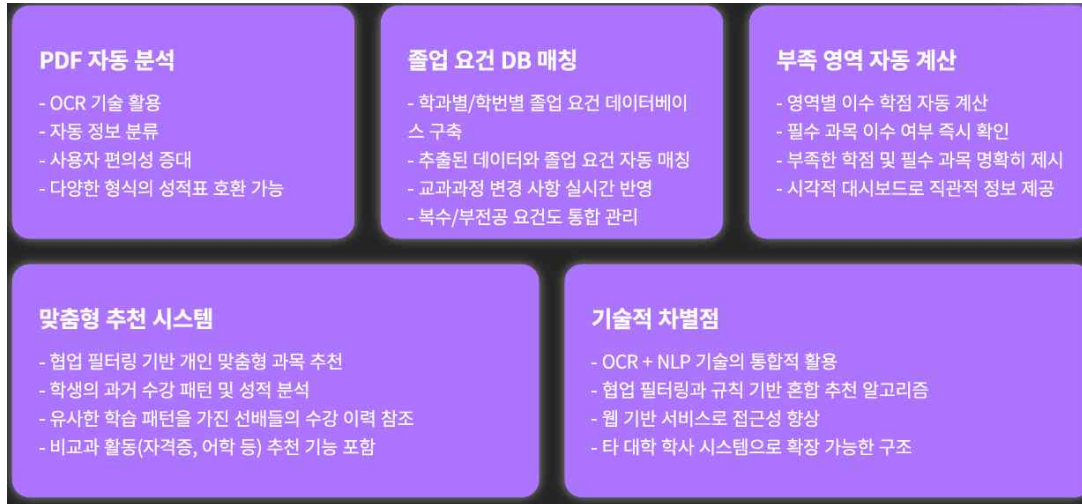 PDF 자동 분석
- OCR 기술 활용
- 자동 정보 분류
- 사용자 편의성 증대
- 다양한 형식의 성적표 호환 가능
졸업 요건 DB 매칭
- 학과별/학번별 졸업 요건 데이터베이
스 구축
- 추출된 데이터와 졸업 요건 자동 매칭
- 교과과정 변경 사항 실시간 반영
- 복수/부전공 요건도 통합 관리
부족 영역 자동 계산
- 영역별 이수 학점 자동 계산
- 필수 과목 이수 여부 즉시 확인
- 부족한 학점 및 필수 과목 명확히 제시
- 시각적 대시보드로 직관적 정보 제공
맞춤형 추천 시스템
- 협업 필터링 기반 개인 맞춤형 과목 추천
- 학생의 과거 수강 패턴 및 성적 분석
- 유사한 학습 패턴을 가진 선배들의 수강 이력 참조
- 비교과 활동(자격증, 어학 등) 추천 기능 포함
기술적 차별점
- OCR + NLP 기술의 통합적 활용
- 협업 필터링과 규칙 기반 혼합 추천 알고리즘
- 웹 기반 서비스로 접근성 향상
- 타 대학 학사 시스템으로 확장 가능한 구조